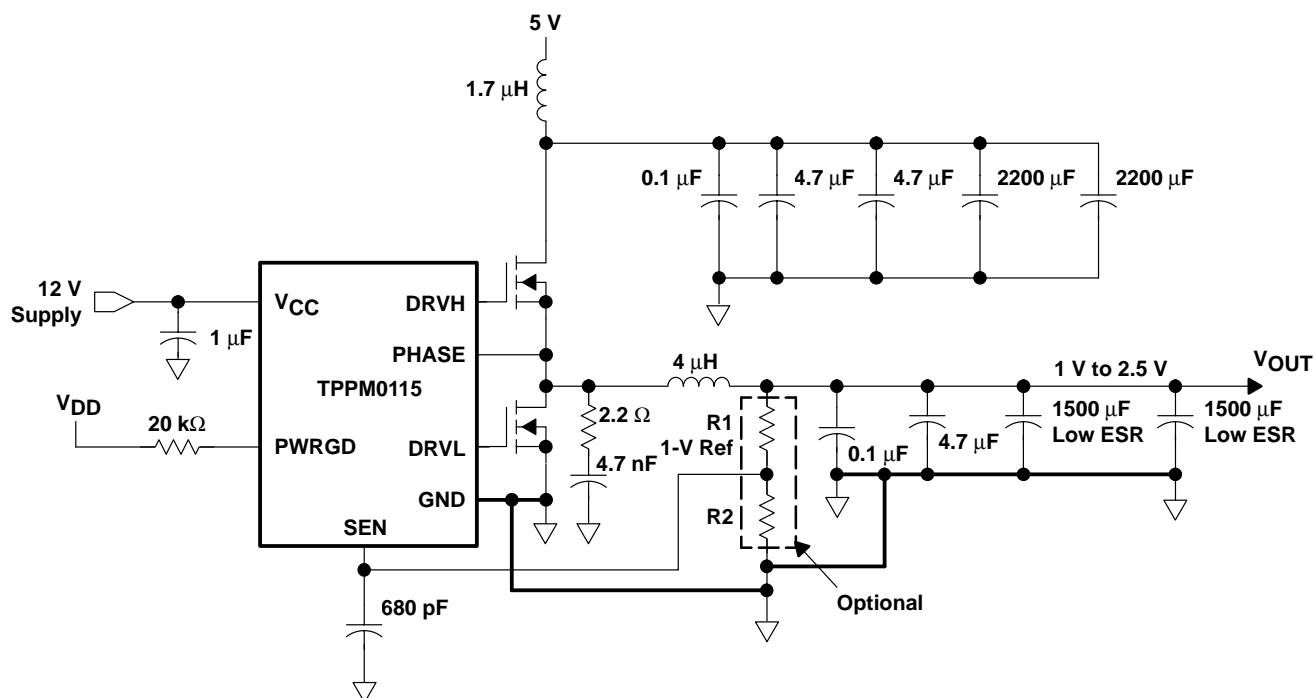 5 V
1.7 μH
0.1 μF
4.7 μF
4.7 μF
2200 μF
2200 μF
12 V
Supply
1 μF
VCC
DRVH
PHASE
TPPM0115
VDD
20 kΩ
PWRGD
DRVL
GND
SEN
680 pF
2.2 Ω
4.7 nF
4 μH
R1
1-V Ref
R2
Optional
1 V to 2.5 V
VOUT
0.1 μF
4.7 μF
1500 μF
Low ESR
1500 μF
Low ESR